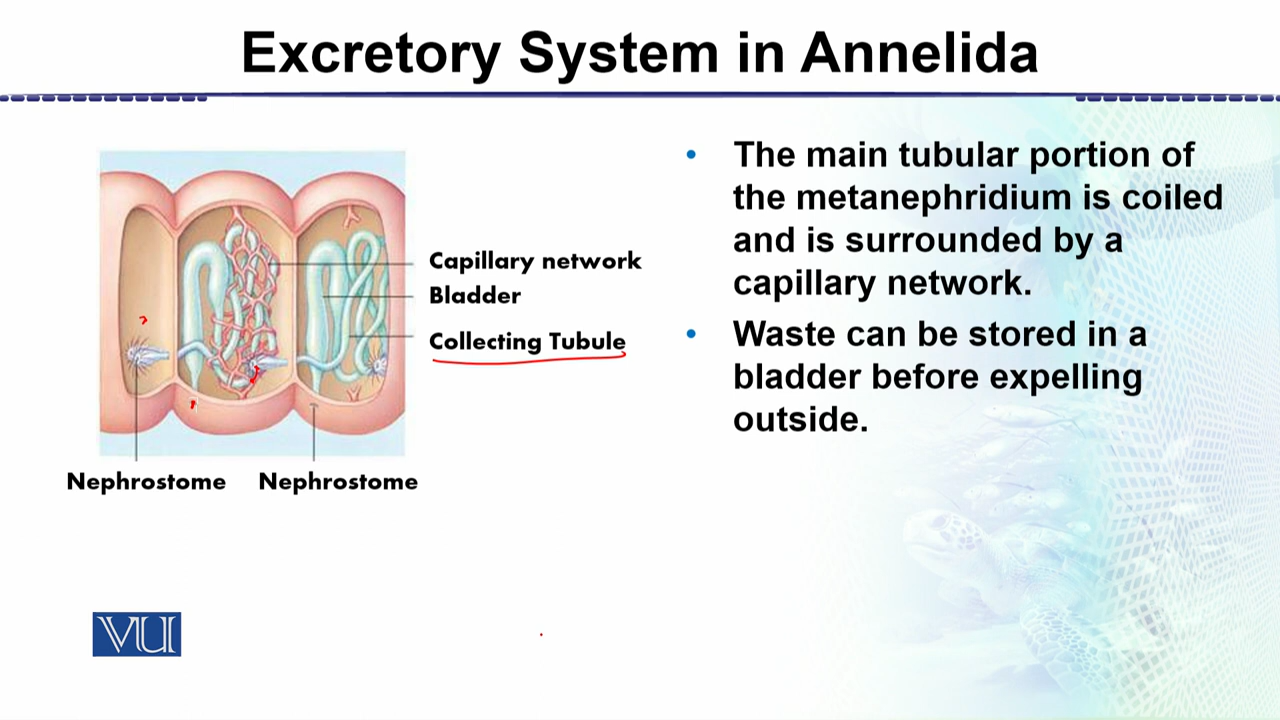 Excretory System in Annelida
Capillary network
Bladder
Collecting Tubule
Nephrostome
Nephrostome
• The main tubular portion of
the metanephridium is coiled
and is surrounded by a
capillary network.
• Waste can be stored in a
bladder before expelling
outside.
VU